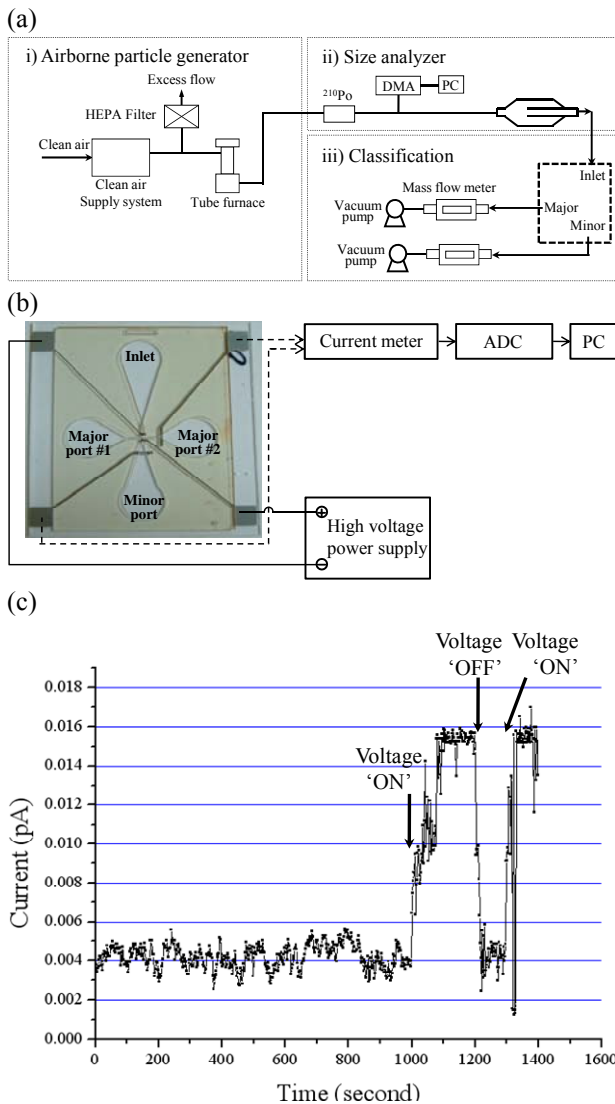 (a)
i) Airborne particle generator
Excess flow
HEPA Filter
Clean air
Clean air
Supply system
Tube furnace
ii) Size analyzer
²¹⁰Po
DMA
PC
iii) Classification
Inlet
Mass flow meter
Vacuum
pump
Major
Minor
Vacuum
pump
(b)
Inlet
Major
port #1
Major
port #2
Minor
port
Current meter
ADC
PC
High voltage
power supply
(c)
Voltage
'OFF'
Voltage
'ON'
Voltage
'ON'
0.018
0.016
0.014
0.012
0.010
0.008
0.006
0.004
0.002
0.000
Current (pA)
0
200
400
600
800
1000
1200
1400
1600
Time (second)